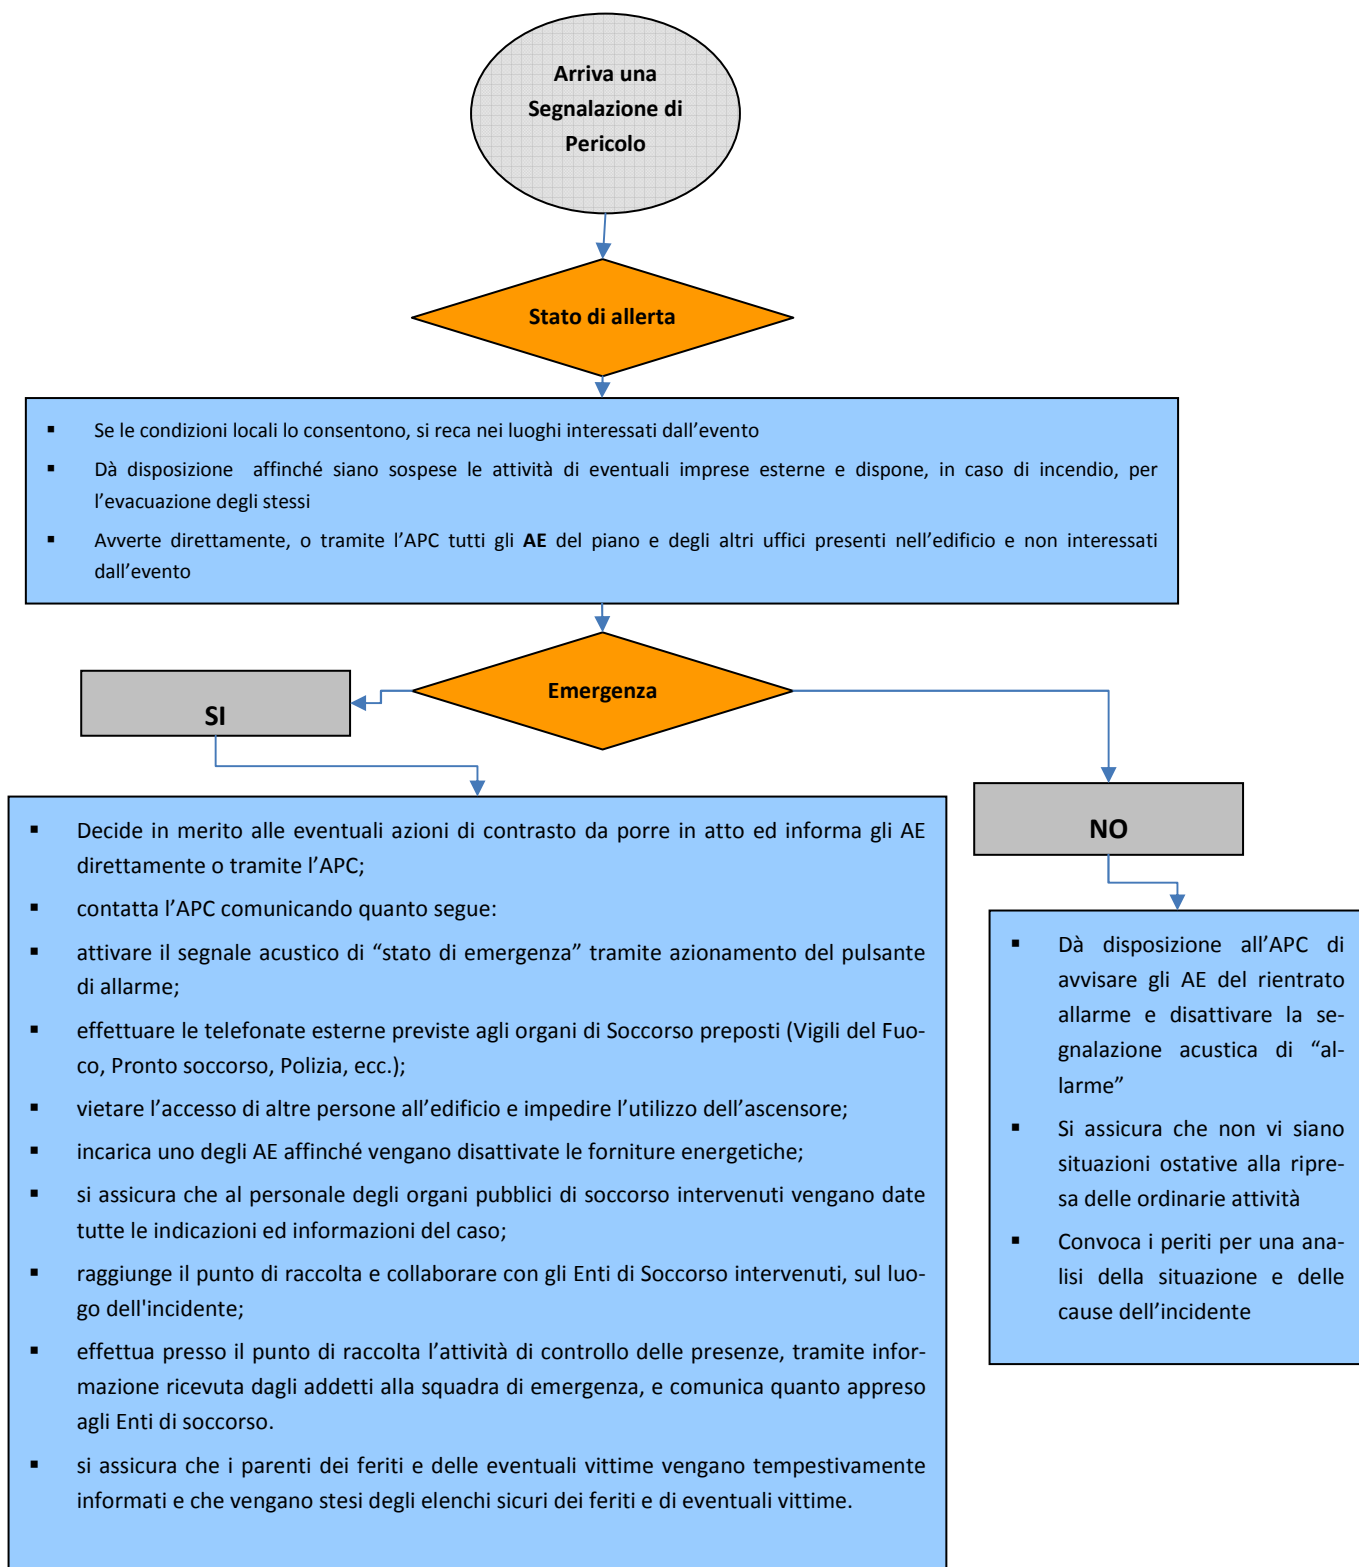 Arriva una
Segnalazione di
Pericolo
Stato di allerta
▪ Se le condizioni locali lo consentono, si reca nei luoghi interessati dall’evento
▪ Dà disposizione affinché siano sospese le attività di eventuali imprese esterne e dispone, in caso di incendio, per
l’evacuazione degli stessi
▪ Avverte direttamente, o tramite l’APC tutti gli AE del piano e degli altri uffici presenti nell’edificio e non interessati
dall’evento
Emergenza
SI
▪ Decide in merito alle eventuali azioni di contrasto da porre in atto ed informa gli AE
direttamente o tramite l’APC;
▪ contatta l’APC comunicando quanto segue:
▪ attivare il segnale acustico di “stato di emergenza” tramite azionamento del pulsante
di allarme;
▪ effettuare le telefonate esterne previste agli organi di Soccorso preposti (Vigili del Fuo-
co, Pronto soccorso, Polizia, ecc.);
▪ vietare l’accesso di altre persone all’edificio e impedire l’utilizzo dell’ascensore;
▪ incarica uno degli AE affinché vengano disattivate le forniture energetiche;
▪ si assicura che al personale degli organi pubblici di soccorso intervenuti vengano date
tutte le indicazioni ed informazioni del caso;
▪ raggiunge il punto di raccolta e collaborare con gli Enti di Soccorso intervenuti, sul luo-
go dell'incidente;
▪ effettua presso il punto di raccolta l’attività di controllo delle presenze, tramite infor-
mazione ricevuta dagli addetti alla squadra di emergenza, e comunica quanto appreso
agli Enti di soccorso.
▪ si assicura che i parenti dei feriti e delle eventuali vittime vengano tempestivamente
informati e che vengano stesi degli elenchi sicuri dei feriti e di eventuali vittime.
NO
▪ Dà disposizione all’APC di
avvisare gli AE del rientrato
allarme e disattivare la se-
gnalazione acustica di “al-
larme”
▪ Si assicura che non vi siano
situazioni ostative alla ripre-
sa delle ordinarie attività
▪ Convoca i periti per una ana-
lisi della situazione e delle
cause dell’incidente